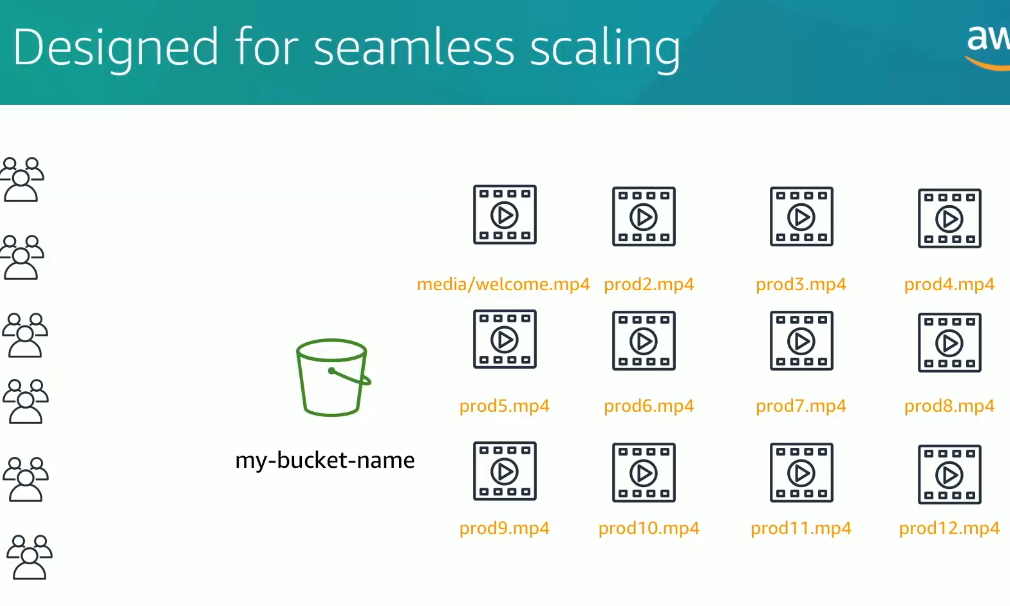 Designed for seamless scaling
aw
media/welcome.mp4 prod2.mp4 prod3.mp4 prod4.mp4
prod5.mp4 prod6.mp4 prod7.mp4 prod8.mp4
my-bucket-name
prod9.mp4 prod10.mp4 prod11.mp4 prod12.mp4